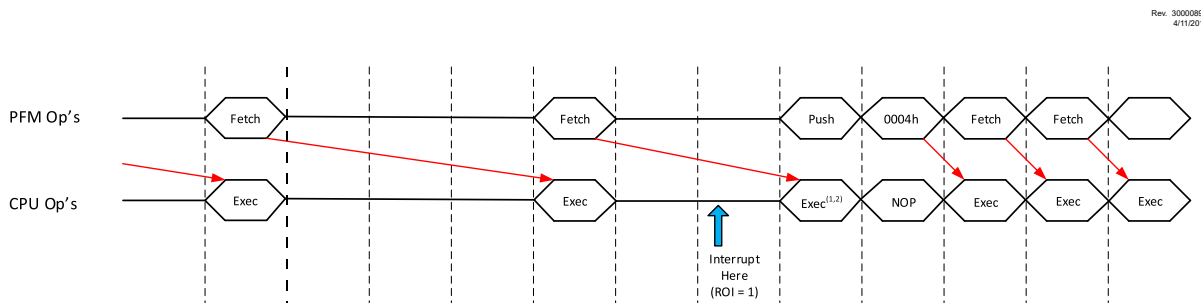 Rev. 3000089
4/11/201
PFM Op's
Fetch
Fetch
Push
0004h
Fetch
Fetch
CPU Op's
Exec
Exec
Exec(1,2)
NOP
Exec
Exec
Exec
Interrupt
Here
(ROI = 1)